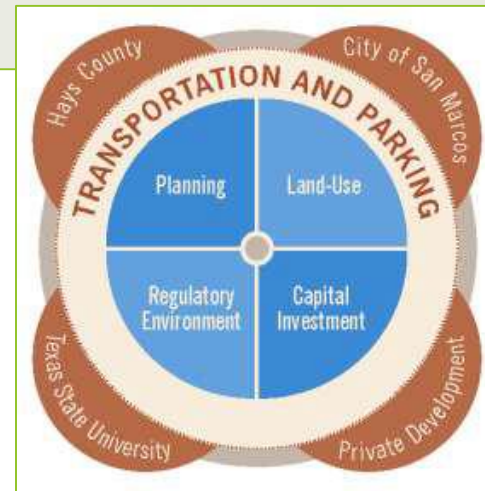 Hays County
City of San Marcos
TRANSPORTATION AND PARKING
Planning
Land-Use
Regulatory
Environment
Capital
Investment
Texas State University
Private Development